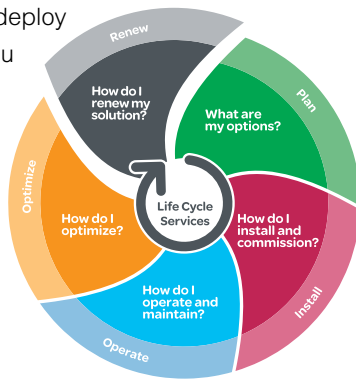 deploy
u
Renew
How do I
renew my
solution?
Plan
What are
my options?
Install
How do I
install and
commission?
Operate
How do I
operate and
maintain?
Optimize
How do I
optimize?
Life Cycle
Services